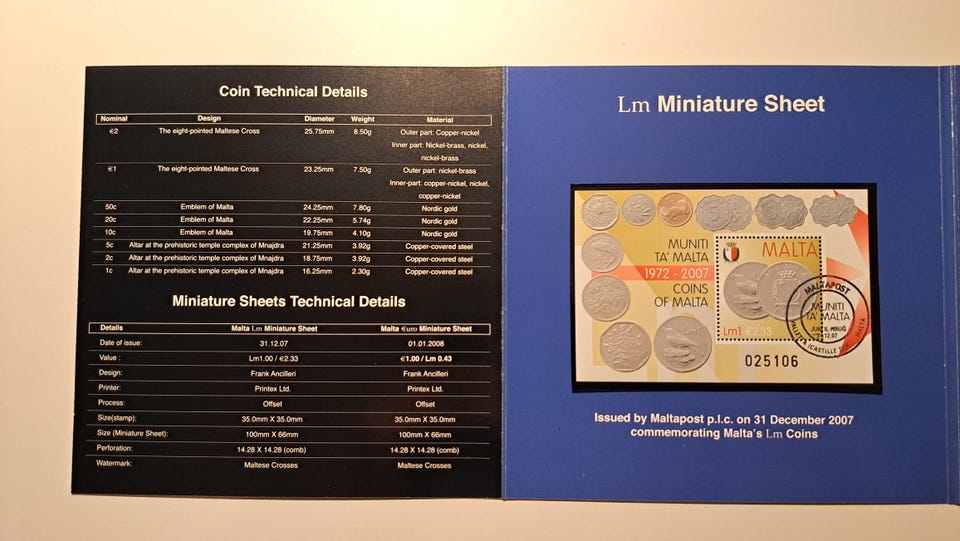 Coin Technical Details
Nominal Design Diameter Weight Material
€2 The eight-pointed Maltese Cross 25.75mm 8.50g Outer part: Copper-nickel
Inner part: Nickel-brass, nickel,
nickel-brass
€1 The eight-pointed Maltese Cross 23.25mm 7.50g Outer part: nickel-brass
Inner-part: copper-nickel, nickel,
copper-nickel
50c Emblem of Malta 24.25mm 7.80g Nordic gold
20c Emblem of Malta 22.25mm 5.74g Nordic gold
10c Emblem of Malta 19.75mm 4.10g Nordic gold
5c Altar at the prehistoric temple complex of Mnajdra 21.25mm 3.92g Copper-covered steel
2c Altar at the prehistoric temple complex of Mnajdra 18.75mm 3.92g Copper-covered steel
1c Altar at the prehistoric temple complex of Mnajdra 16.25mm 2.30g Copper-covered steel
Miniature Sheets Technical Details
Details Malta Lm Miniature Sheet Malta €uro Miniature Sheet
Date of issue: 31.12.07 01.01.2008
Value : Lm1.00 / €2.33 €1.00 / Lm 0.43
Design: Frank Ancilleri Frank Ancilleri
Printer: Printex Ltd. Printex Ltd.
Process: Offset Offset
Size(stamp): 35.0mm X 35.0mm 35.0mm X 35.0mm
Size (Miniature Sheet): 100mm X 66mm 100mm X 66mm
Perforation: 14.28 X 14.28 (comb) 14.28 X 14.28 (comb)
Watermark: Maltese Crosses Maltese Crosses
Lm Miniature Sheet
MUNITI
TA' MALTA
1972 - 2007
COINS
OF MALTA
MALTA
Lm1 €2.33
025106
MALTAPOST
MUNITI
TA' MALTA
Issued by Maltapost p.l.c. on 31 December 2007
commemorating Malta's Lm Coins